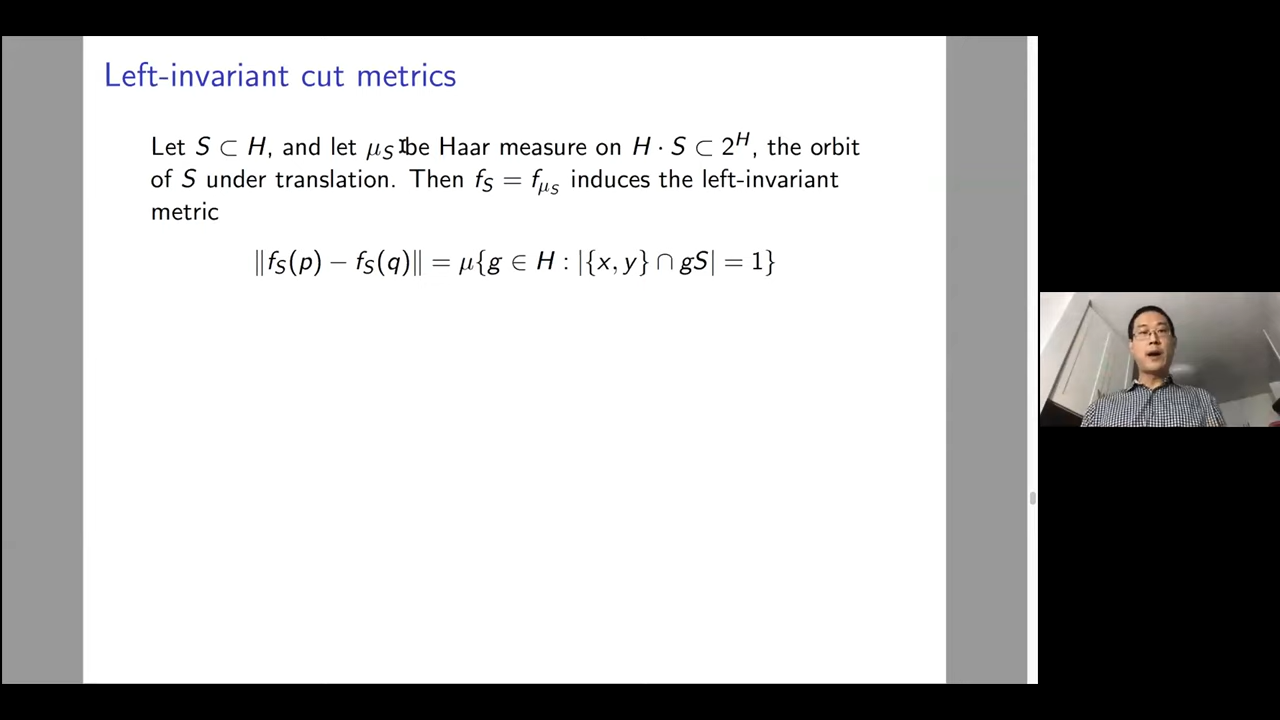 Left-invariant cut metrics
Let S ⊂ H, and let μ_S be Haar measure on H · S ⊂ 2^H, the orbit
of S under translation. Then f_S = f_{μ_S} induces the left-invariant
metric
‖f_S(p) − f_S(q)‖ = μ{g ∈ H : |{x, y} ∩ gS| = 1}